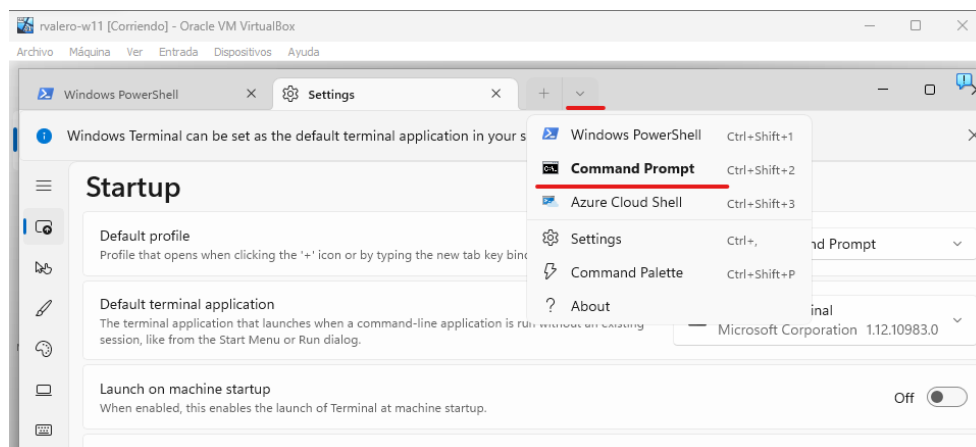 rvalero-w11 [Corriendo] - Oracle VM VirtualBox
Archivo Máquina Ver Entrada Dispositivos Ayuda
Windows PowerShell
Settings
Windows Terminal can be set as the default terminal application in your s
Windows PowerShell Ctrl+Shift+1
Command Prompt Ctrl+Shift+2
Azure Cloud Shell Ctrl+Shift+3
Settings Ctrl+,
Command Palette Ctrl+Shift+P
? About
Startup
Default profile
Profile that opens when clicking the '+' icon or by typing the new tab key bin
nd Prompt
Default terminal application
The terminal application that launches when a command-line application is run without an existing
session, like from the Start Menu or Run dialog.
inal
Microsoft Corporation 1.12.10983.0
Launch on machine startup
When enabled, this enables the launch of Terminal at machine startup.
Off